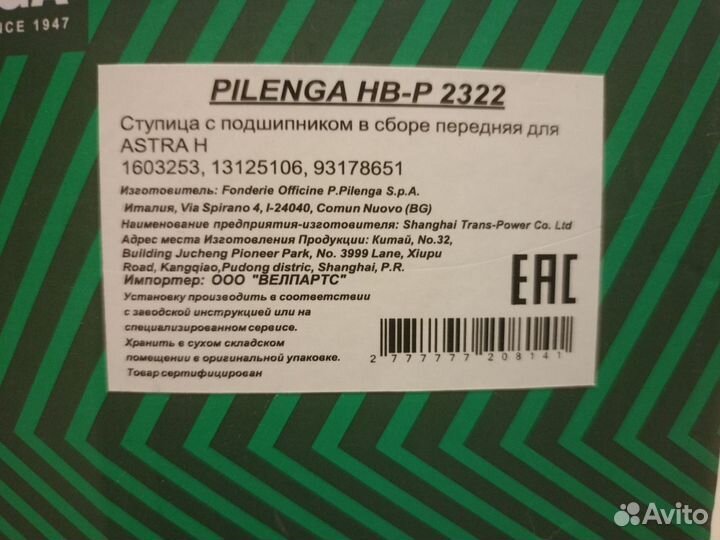 SINCE 1947
PILENGA HB-P 2322
Ступица с подшипником в сборе передняя для
ASTRA H
1603253, 13125106, 93178651
Изготовитель: Fonderie Officine P.Pilenga S.p.A.
Италия, Via Spirano 4, I-24040, Comun Nuovo (BG)
Наименование предприятия-изготовителя: Shanghai Trans-Power Co. Ltd
Адрес места Изготовления Продукции: Китай, No.32,
Building Jucheng Pioneer Park, No. 3999 Lane, Xiupu
Road, Kangqiao,Pudong distric, Shanghai, P.R.
Импортер: ООО "ВЕЛПАРТС"
Установку производить в соответствии
с заводской инструкцией или на
специализированном сервисе.
Хранить в сухом складском
помещении в оригинальной упаковке.
Товар сертифицирован
EAC
2 777777 208141
Avito